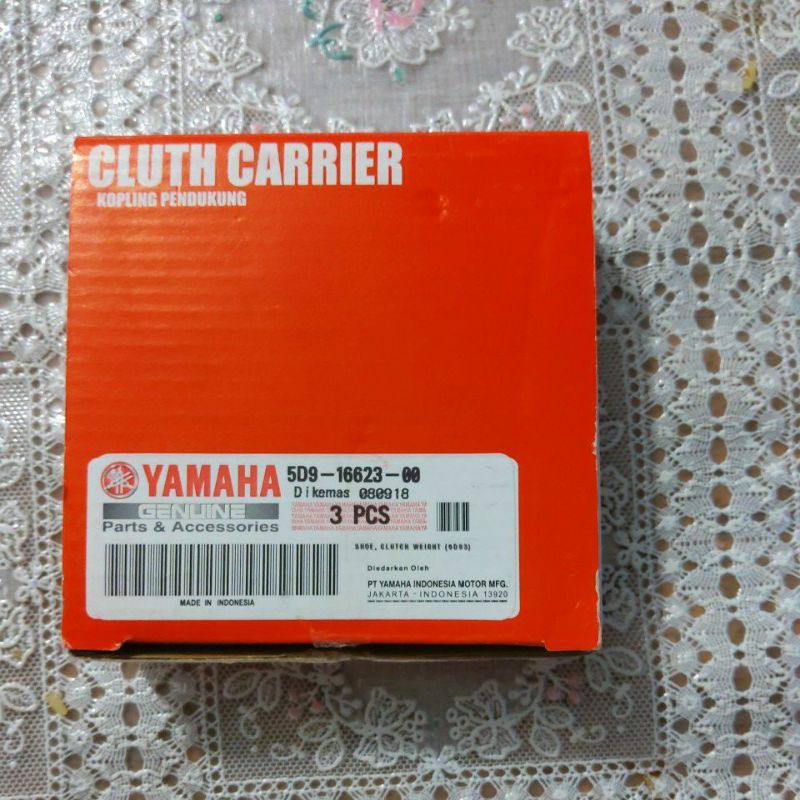 CLUTH CARRIER
KOPLING PENDUKUNG
YAMAHA
GENUINE
Parts & Accessories
5D9-16623-00
Dikemas 080918
3 PCS
SHOE, CLUTCH WEIGHT
Diedarkan Oleh
PT YAMAHA INDONESIA MOTOR MFG.
JAKARTA - INDONESIA 13920
MADE IN INDONESIA